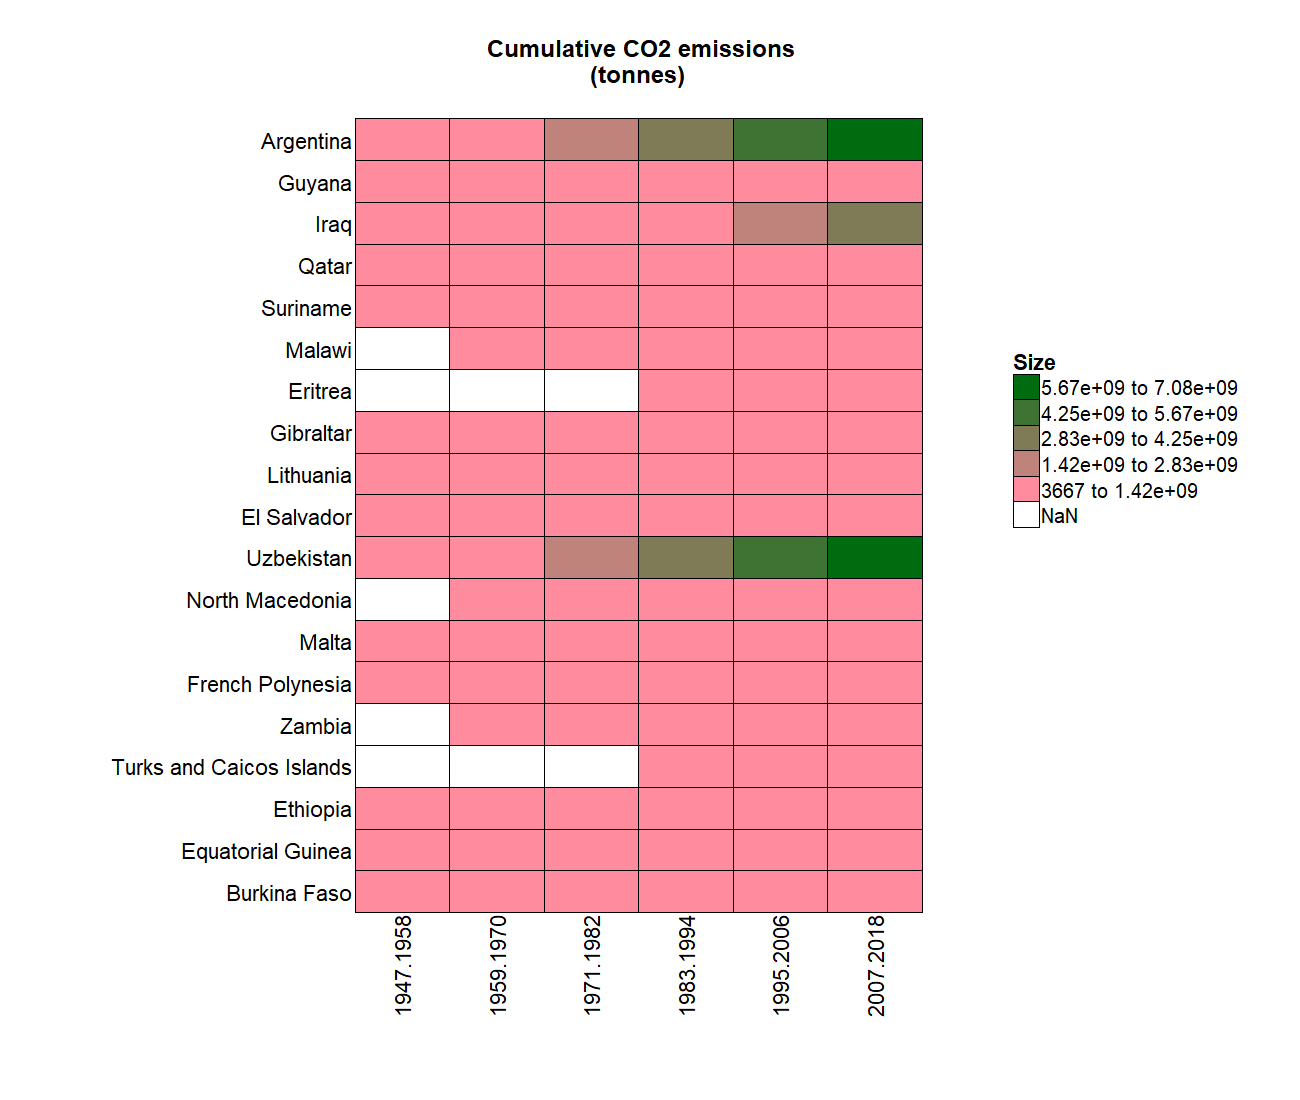 Cumulative CO2 emissions
(tonnes)
Argentina
Guyana
Iraq
Qatar
Suriname
Malawi
Eritrea
Gibraltar
Lithuania
El Salvador
Uzbekistan
North Macedonia
Malta
French Polynesia
Zambia
Turks and Caicos Islands
Ethiopia
Equatorial Guinea
Burkina Faso
1947.1958
1959.1970
1971.1982
1983.1994
1995.2006
2007.2018
Size
5.67e+09 to 7.08e+09
4.25e+09 to 5.67e+09
2.83e+09 to 4.25e+09
1.42e+09 to 2.83e+09
3667 to 1.42e+09
NaN